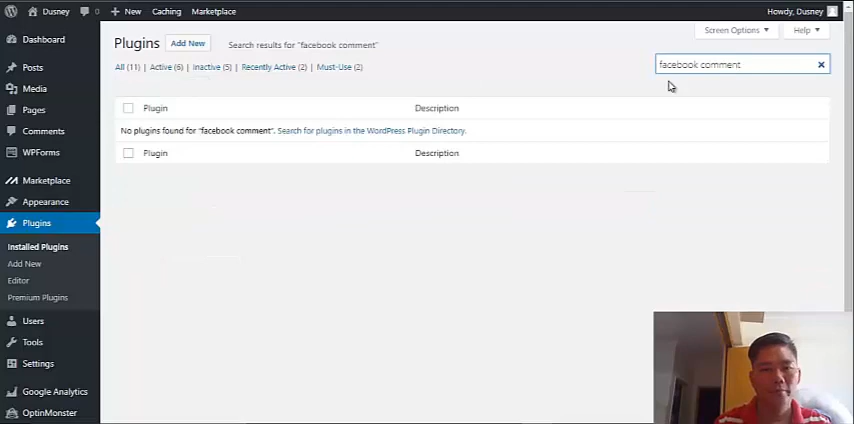 Dusney 0 New Caching Marketplace Howdy, Dusney
Dashboard
Posts
Media
Pages
Comments
WPForms
Marketplace
Appearance
Plugins
Installed Plugins
Add New
Editor
Premium Plugins
Users
Tools
Settings
Google Analytics
OptinMonster
Screen Options Help
Plugins Add New Search results for "facebook comment"
All (11) | Active (6) | Inactive (5) | Recently Active (2) | Must-Use (2)
facebook comment
Plugin Description
No plugins found for "facebook comment". Search for plugins in the WordPress Plugin Directory.
Plugin Description